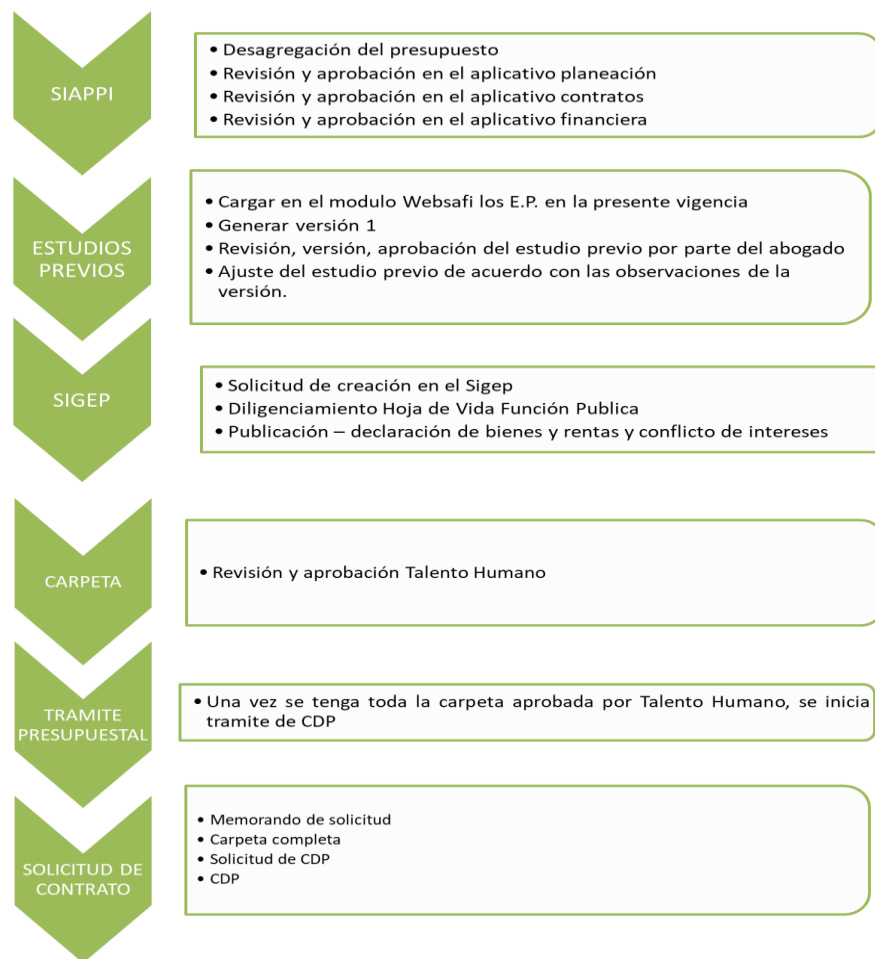 SIAPPI
• Desagregación del presupuesto
• Revisión y aprobación en el aplicativo planeación
• Revisión y aprobación en el aplicativo contratos
• Revisión y aprobación en el aplicativo financiera
ESTUDIOS
PREVIOS
• Cargar en el modulo Websafi los E.P. en la presente vigencia
• Generar versión 1
• Revisión, versión, aprobación del estudio previo por parte del abogado
• Ajuste del estudio previo de acuerdo con las observaciones de la
versión.
SIGEP
• Solicitud de creación en el Sigep
• Diligenciamiento Hoja de Vida Función Publica
• Publicación – declaración de bienes y rentas y conflicto de intereses
CARPETA
• Revisión y aprobación Talento Humano
TRAMITE
PRESUPUESTAL
• Una vez se tenga toda la carpeta aprobada por Talento Humano, se inicia
tramite de CDP
SOLICITUD DE
CONTRATO
• Memorando de solicitud
• Carpeta completa
• Solicitud de CDP
• CDP